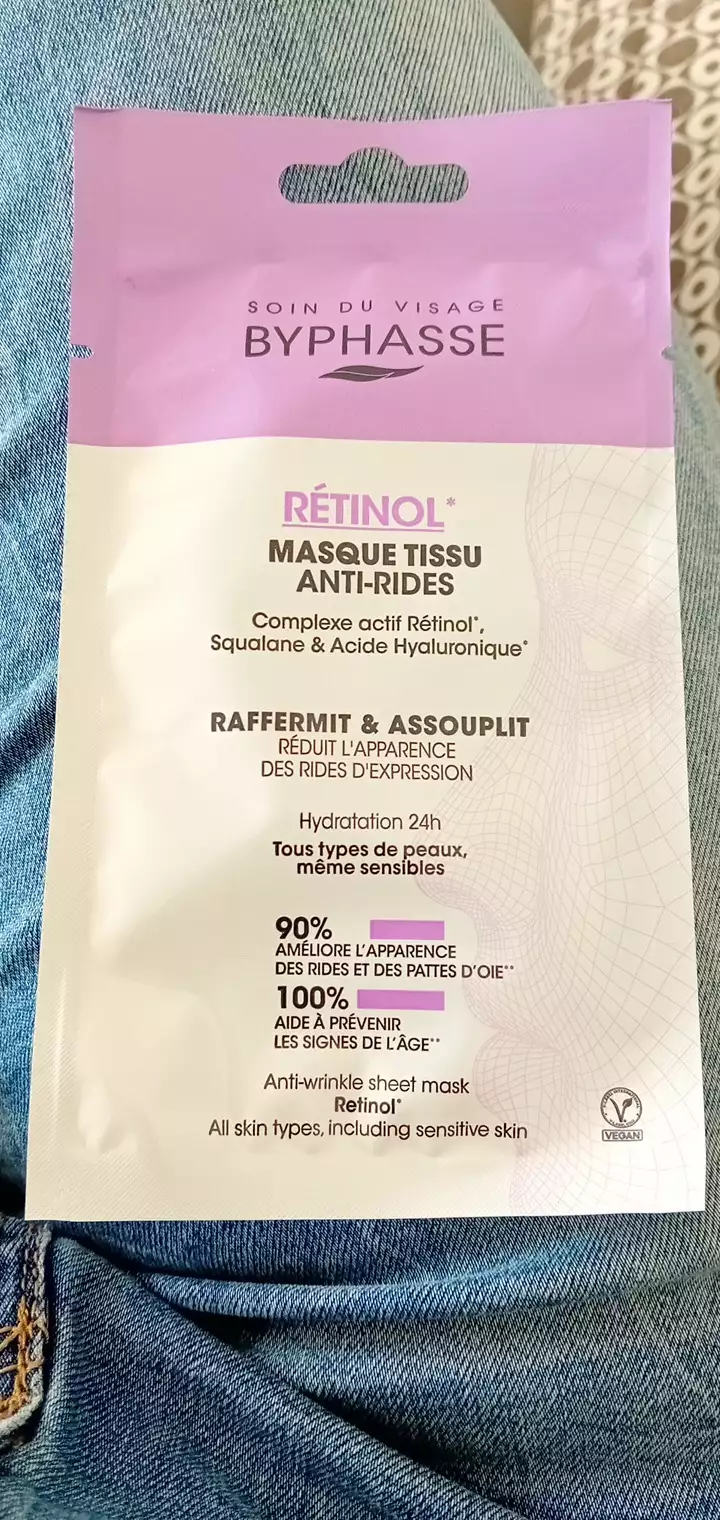 SOIN DU VISAGE
BYPHASSE
RÉTINOL*
MASQUE TISSU
ANTI-RIDES
Complexe actif Rétinol*,
Squalane & Acide Hyaluronique*
RAFFERMIT & ASSOUPLIT
RÉDUIT L'APPARENCE
DES RIDES D'EXPRESSION
Hydratation 24h
Tous types de peaux,
même sensibles
90%
AMÉLIORE L'APPARENCE
DES RIDES ET DES PATTES D'OIE**
100%
AIDE À PRÉVENIR
LES SIGNES DE L'ÂGE**
Anti-wrinkle sheet mask
Retinol*
All skin types, including sensitive skin
VEGAN